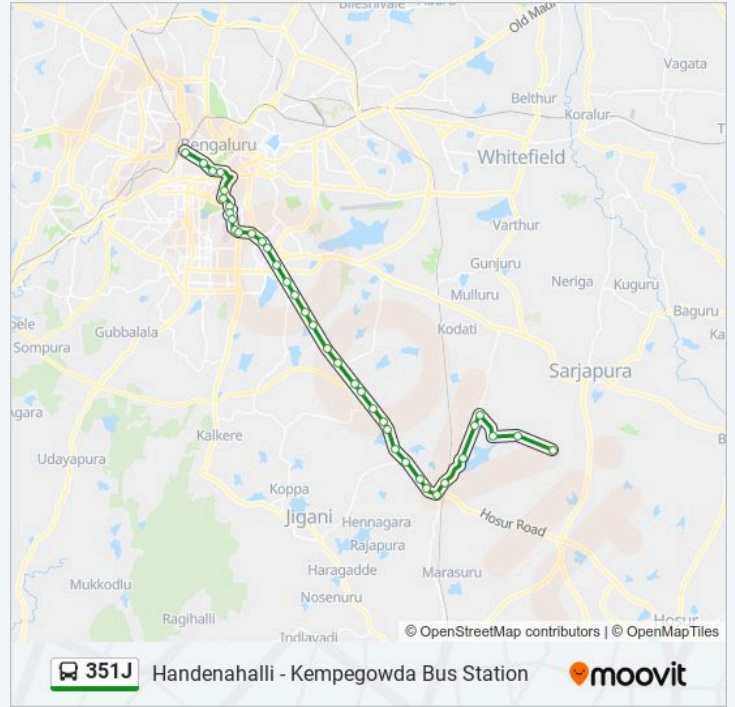 Bileshivale
Old Madr
Vagata
Belthur
Koralur
Bengaluru
Whitefield
Varthur
Gunjuru
Neriga
Kuguru
Mulluru
Baguru
Kodati
Gubbalala
Sompura
Sarjapura
Kalkere
Udayapura
Koppa
Jigani
Hennagara
Hosur Road
Rajapura
Haragadde
Marasuru
Mukkodlu
Nosenuru
Ragihalli
Hosur
Indlavadi
© OpenStreetMap contributors | © OpenMapTiles
351J Handenahalli - Kempegowda Bus Station moovit